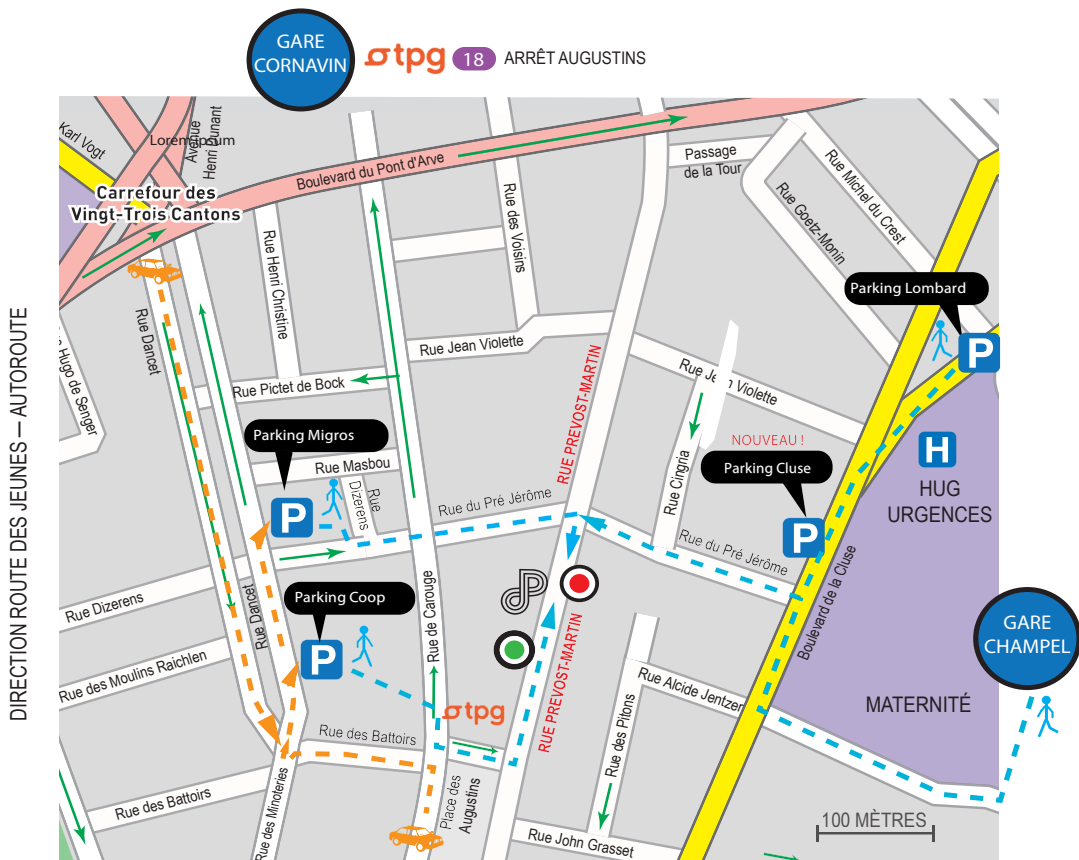 GARE
CORNAVIN
tpg 18 ARRÊT AUGUSTINS
DIRECTION ROUTE DES JEUNES — AUTOROUTE
Karl Vogt
Lorem ipsum
Avenue
Henri Dunant
Carrefour des
Vingt-Trois Cantons
Boulevard du Pont d'Arve
Passage
de la Tour
Rue Michel du Crest
Rue Goetz-Monin
Rue des Voisins
Rue Henri Christine
Rue Dancet
Hugo de Senger
Rue Jean Violette
Rue Pictet de Bock
Rue Jean Violette
Parking Lombard
P
Parking Migros
P
Rue Masbou
Rue
Dizerens
RUE PREVOST-MARTIN
NOUVEAU !
Parking Cluse
P
Rue Cingria
H
HUG
URGENCES
Rue du Pré Jérôme
Rue du Pré Jérôme
Rue Dizerens
Rue Dancet
Parking Coop
P
Rue de Carouge
Boulevard de la Cluse
GARE
CHAMPEL
Rue des Moulins Raichlen
RUE PREVOST-MARTIN
Rue Alcide Jentzer
MATERNITÉ
tpg
Rue des Battoirs
Rue des Pitons
Rue des Battoirs
Rue des Minoteries
Place des
Augustins
Rue John Grasset
100 MÈTRES